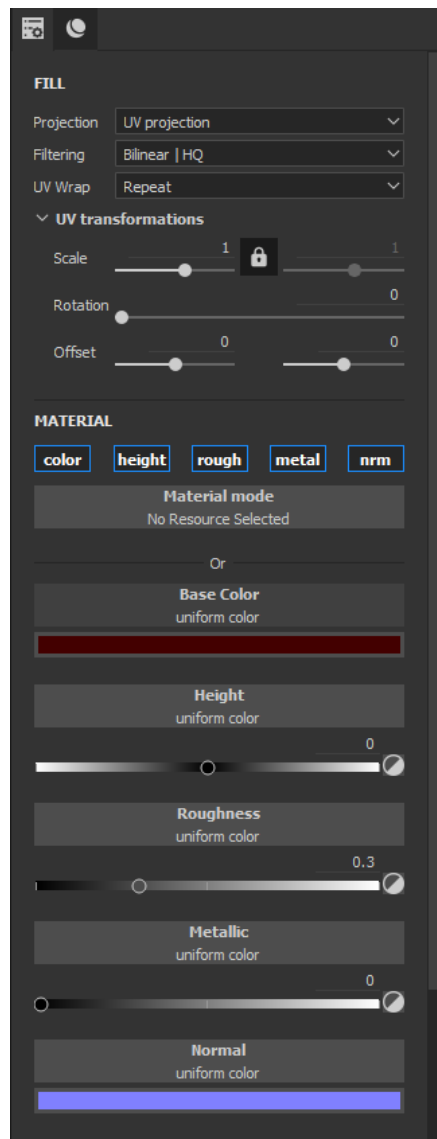 FILL
Projection UV projection
Filtering Bilinear | HQ
UV Wrap Repeat
UV transformations
Scale 1 1
Rotation 0
Offset 0 0
MATERIAL
color height rough metal nrm
Material mode
No Resource Selected
Or
Base Color
uniform color
Height
uniform color
0
Roughness
uniform color
0.3
Metallic
uniform color
0
Normal
uniform color